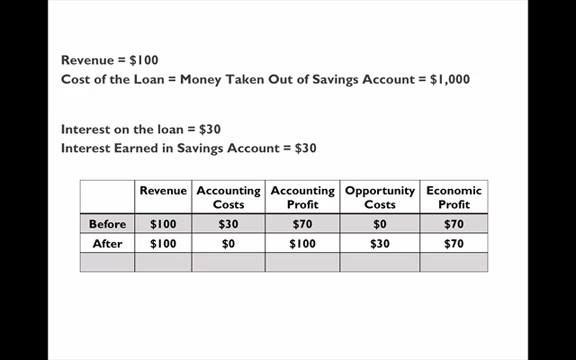 Revenue = $100
Cost of the Loan = Money Taken Out of Savings Account = $1,000
Interest on the loan = $30
Interest Earned in Savings Account = $30
Revenue Accounting Costs Accounting Profit Opportunity Costs Economic Profit
Before $100 $30 $70 $0 $70
After $100 $0 $100 $30 $70